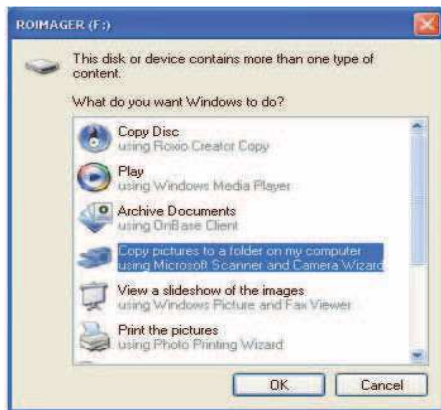 ROIMAGER (F:)
This disk or device contains more than one type of
content.
What do you want Windows to do?
Copy Disc
using Roxio Creator Copy
Play
using Windows Media Player
Archive Documents
using OnBase Client
Copy pictures to a folder on my computer
using Microsoft Scanner and Camera Wizard
View a slideshow of the images
using Windows Picture and Fax Viewer
Print the pictures
using Photo Printing Wizard
OK
Cancel